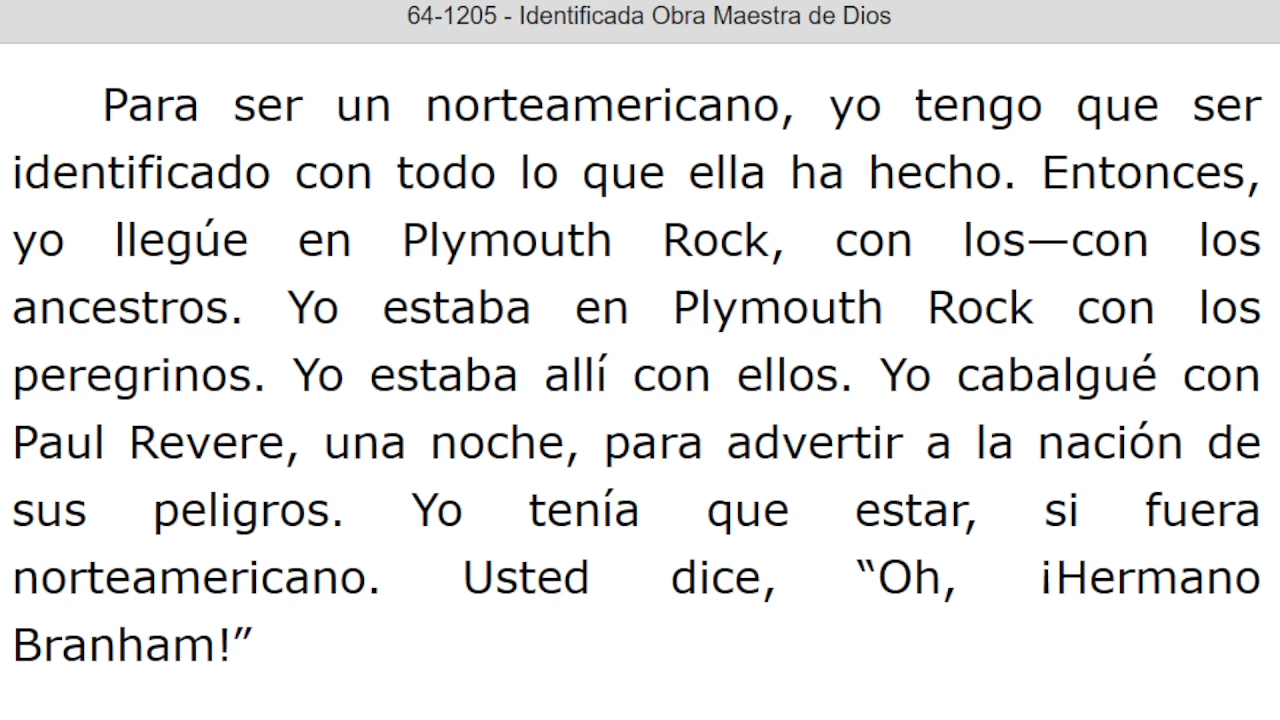 64-1205 - Identificada Obra Maestra de Dios
Para ser un norteamericano, yo tengo que ser
identificado con todo lo que ella ha hecho. Entonces,
yo llegúe en Plymouth Rock, con los—con los
ancestros. Yo estaba en Plymouth Rock con los
peregrinos. Yo estaba allí con ellos. Yo cabalgué con
Paul Revere, una noche, para advertir a la nación de
sus peligros. Yo tenía que estar, si fuera
norteamericano. Usted dice, “Oh, ¡Hermano
Branham!”